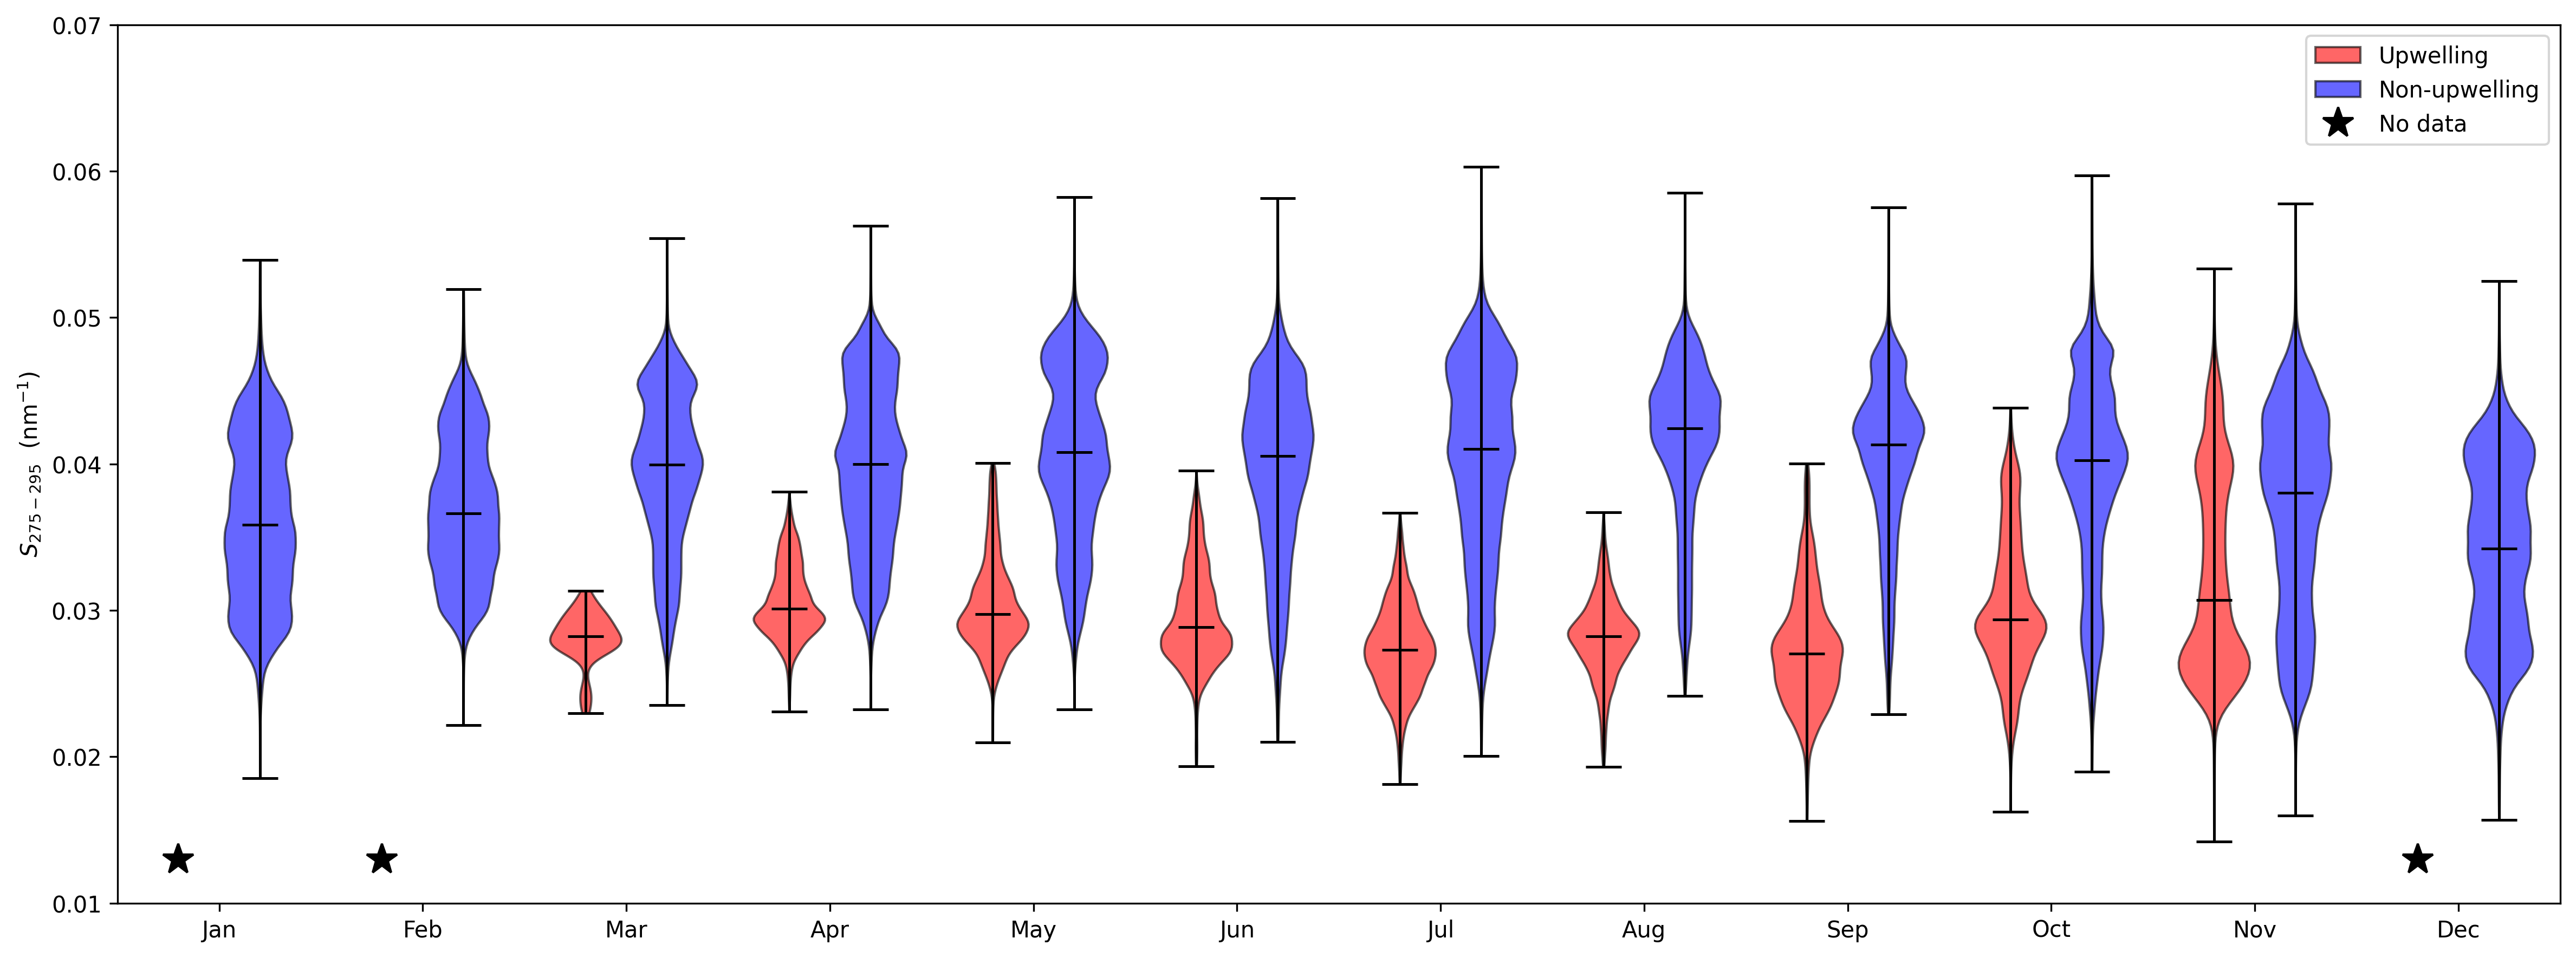 0.07
0.06
0.05
0.04
0.03
0.02
0.01
S₂₇₅₋₂₉₅ (nm⁻¹)
Upwelling
Non-upwelling
No data
Jan Feb Mar Apr May Jun Jul Aug Sep Oct Nov Dec